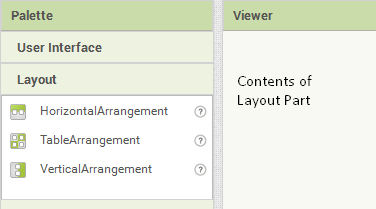 Palette
User Interface
Layout
HorizontalArrangement ?
TableArrangement ?
VerticalArrangement ?
Viewer
Contents of
Layout Part